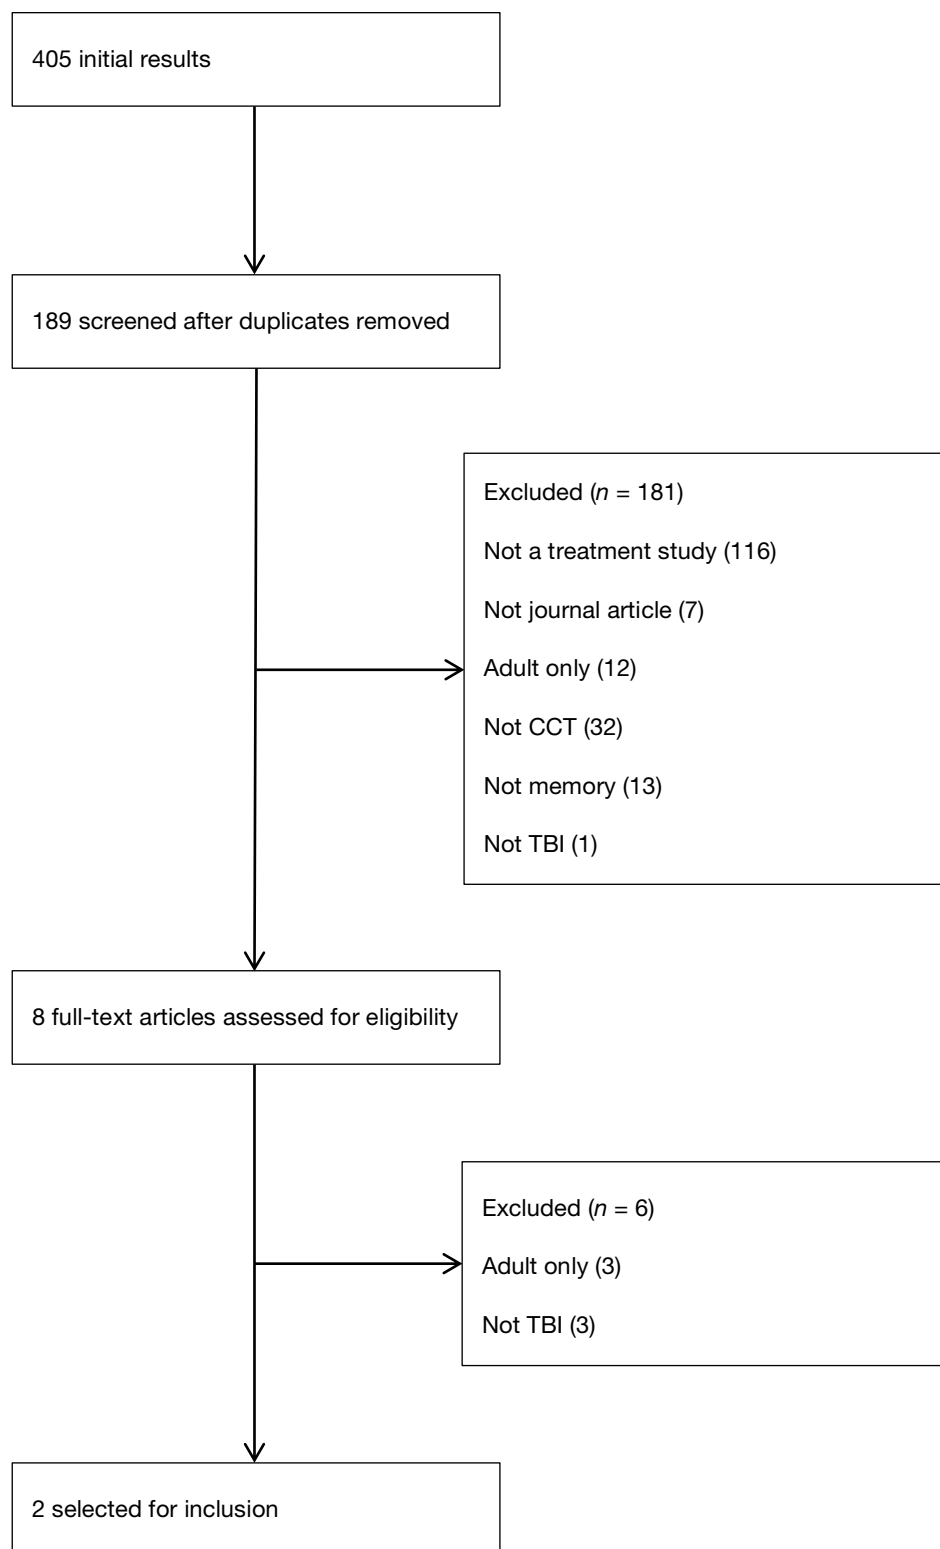 405 initial results
189 screened after duplicates removed
Excluded (n = 181)
Not a treatment study (116)
Not journal article (7)
Adult only (12)
Not CCT (32)
Not memory (13)
Not TBI (1)
8 full-text articles assessed for eligibility
Excluded (n = 6)
Adult only (3)
Not TBI (3)
2 selected for inclusion